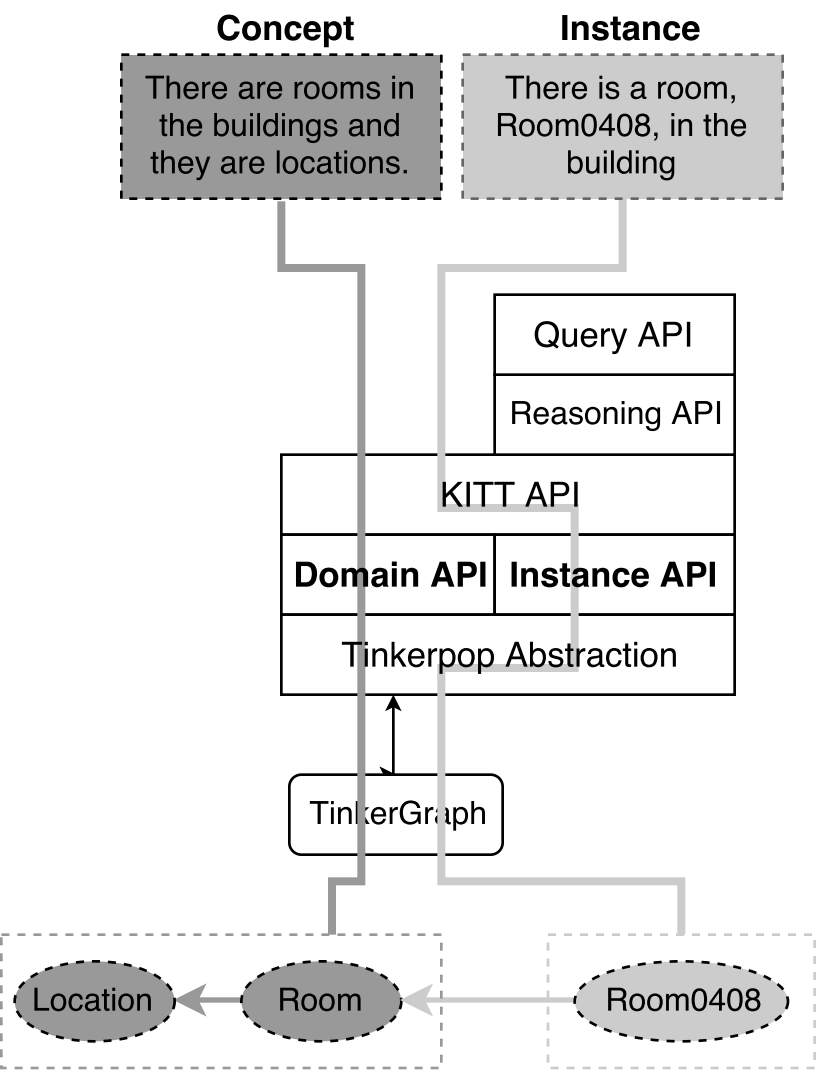 Concept
Instance
There are rooms in
the buildings and
they are locations.
There is a room,
Room0408, in the
building
Query API
Reasoning API
KITT API
Domain API
Instance API
Tinkerpop Abstraction
TinkerGraph
Location
Room
Room0408